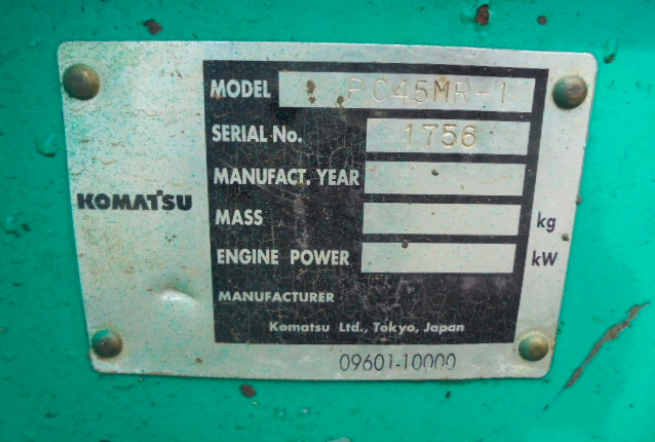 MODEL PC45MR-1
SERIAL No. 1756
MANUFACT. YEAR
KOMATSU
MASS kg
ENGINE POWER kW
MANUFACTURER
Komatsu Ltd., Tokyo, Japan
09601-10000